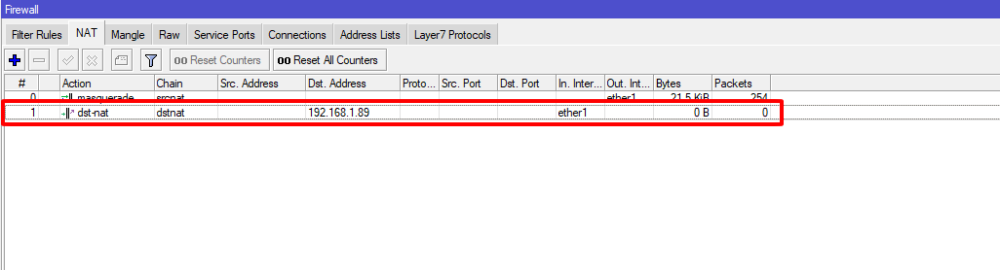 Firewall
Filter Rules NAT Mangle Raw Service Ports Connections Address Lists Layer7 Protocols
00 Reset Counters 00 Reset All Counters
# Action Chain Src. Address Dst. Address Proto... Src. Port Dst. Port In. Inter... Out. Int... Bytes Packets
0 masquerade srcnat ether1 21.5 KiB 254
1 dst-nat dstnat 192.168.1.89 ether1 0 B 0